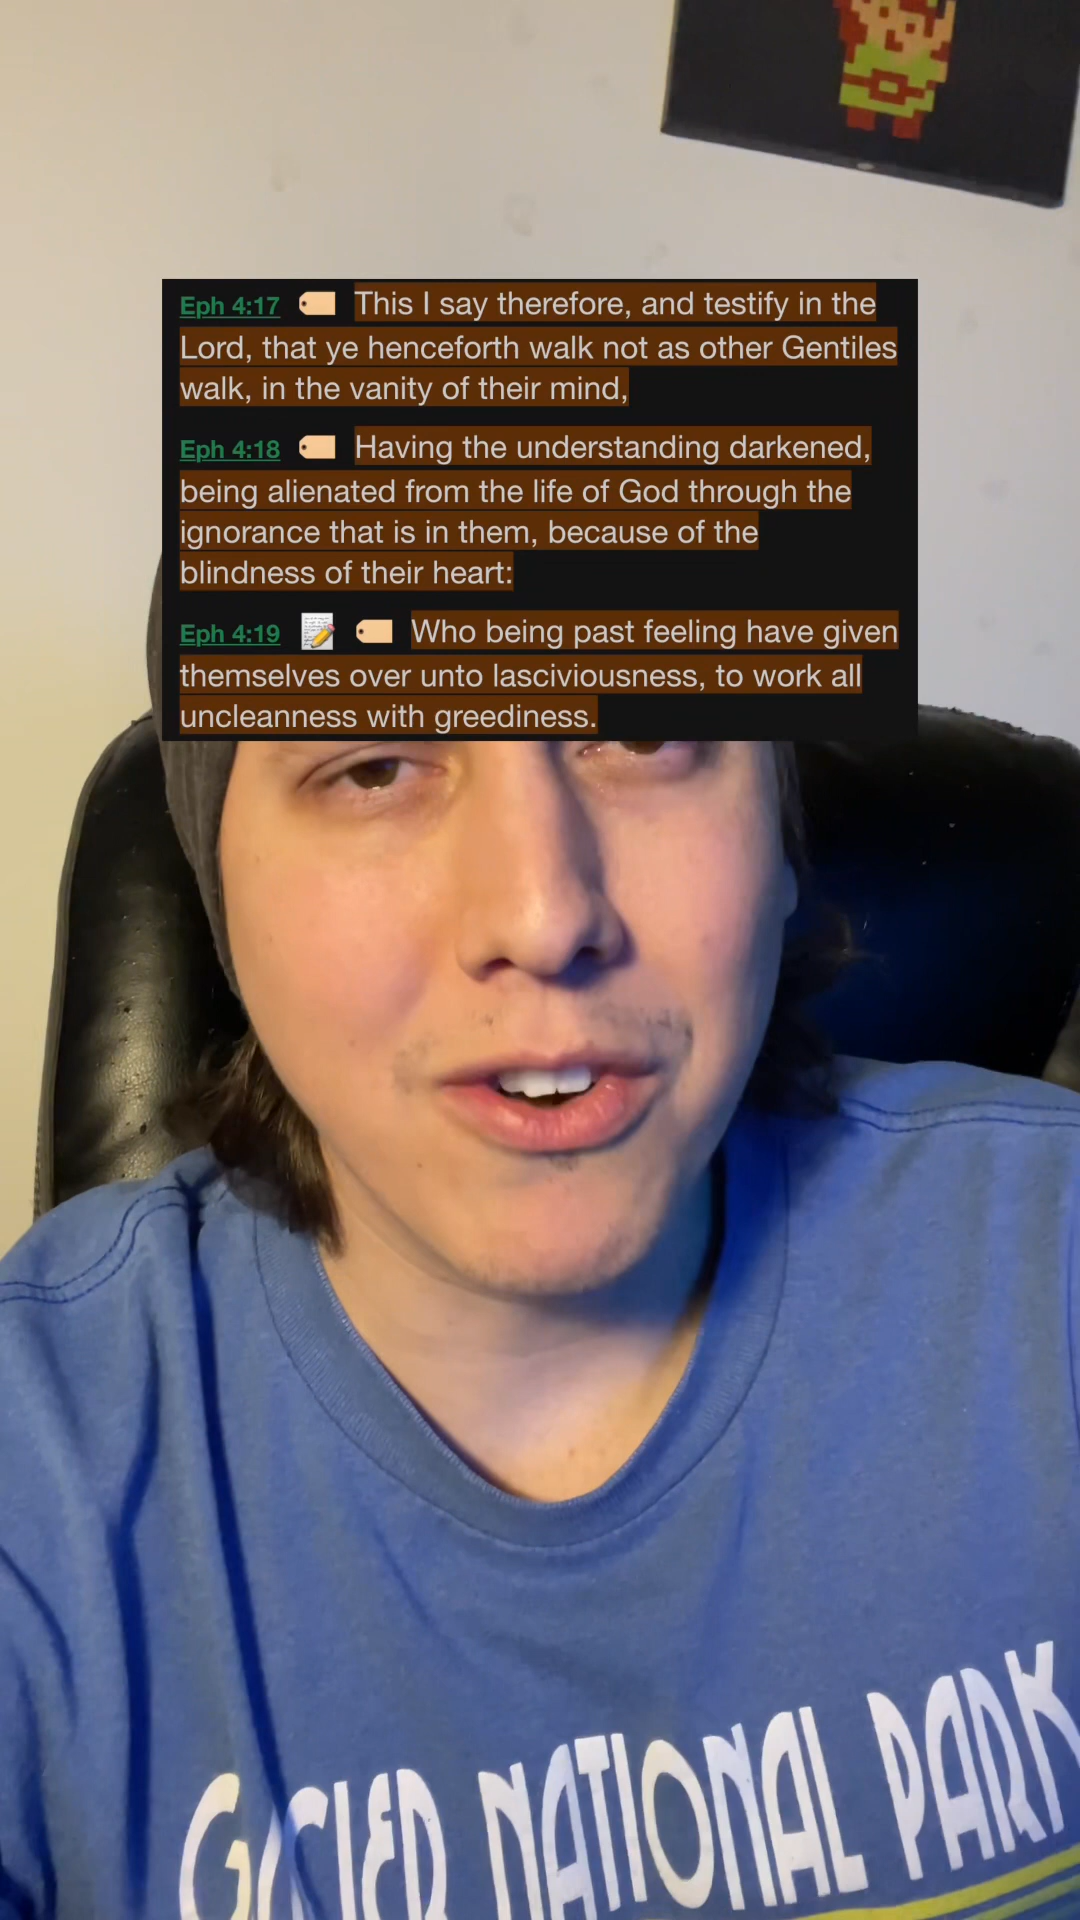 Eph 4:17 This I say therefore, and testify in the
Lord, that ye henceforth walk not as other Gentiles
walk, in the vanity of their mind,
Eph 4:18 Having the understanding darkened,
being alienated from the life of God through the
ignorance that is in them, because of the
blindness of their heart:
Eph 4:19 Who being past feeling have given
themselves over unto lasciviousness, to work all
uncleanness with greediness.
GLACIER NATIONAL PARK